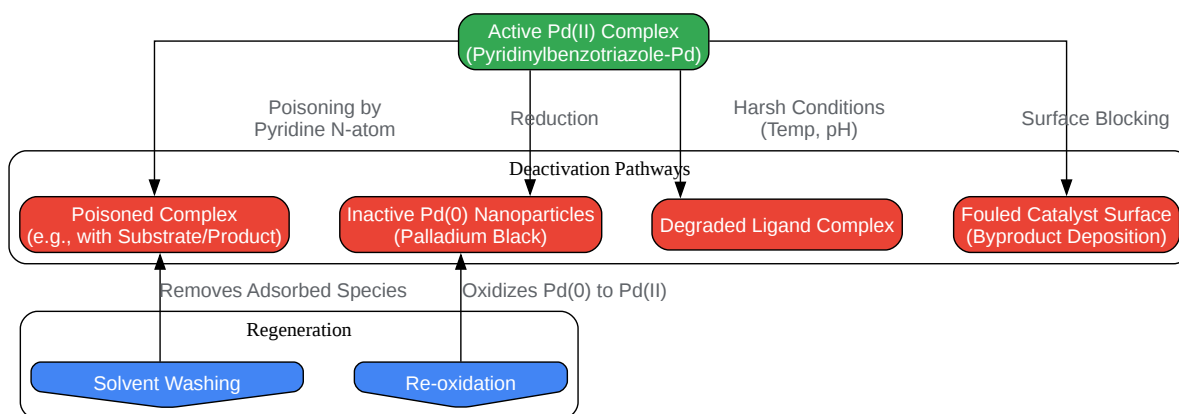 Active Pd(II) Complex
(Pyridinylbenzotriazole-Pd)
Poisoning by
Pyridine N-atom
Reduction
Harsh Conditions
(Temp, pH)
Surface Blocking
Deactivation Pathways
Poisoned Complex
(e.g., with Substrate/Product)
Inactive Pd(0) Nanoparticles
(Palladium Black)
Degraded Ligand Complex
Fouled Catalyst Surface
(Byproduct Deposition)
Removes Adsorbed Species
Oxidizes Pd(0) to Pd(II)
Regeneration
Solvent Washing
Re-oxidation